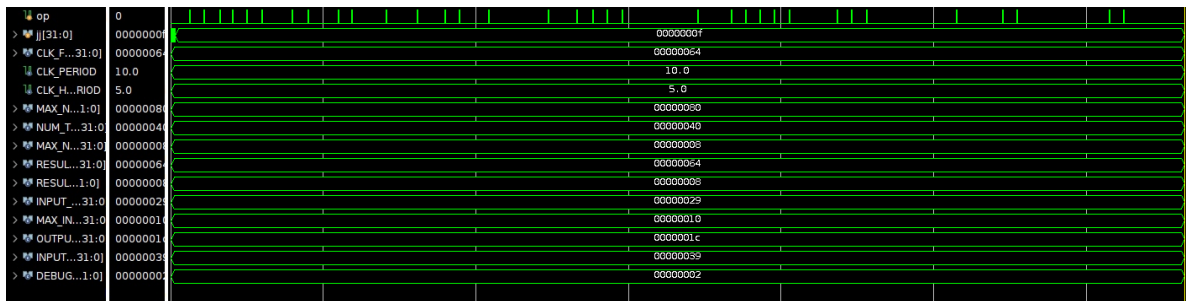 op 0
jj[31:0] 0000000f 0000000f
CLK_F...31:0] 00000064 00000064
CLK_PERIOD 10.0 10.0
CLK_H...RIOD 5.0 5.0
MAX_N...1:0] 00000080 00000080
NUM_T...31:0] 00000040 00000040
MAX_N...31:0] 00000008 00000008
RESUL...31:0] 00000064 00000064
RESUL...1:0] 00000008 00000008
INPUT_...31:0 00000029 00000029
MAX_IN...31:0 00000010 00000010
OUTPU...31:0 0000001c 0000001c
INPUT...31:0] 00000039 00000039
DEBUG...1:0] 00000002 00000002